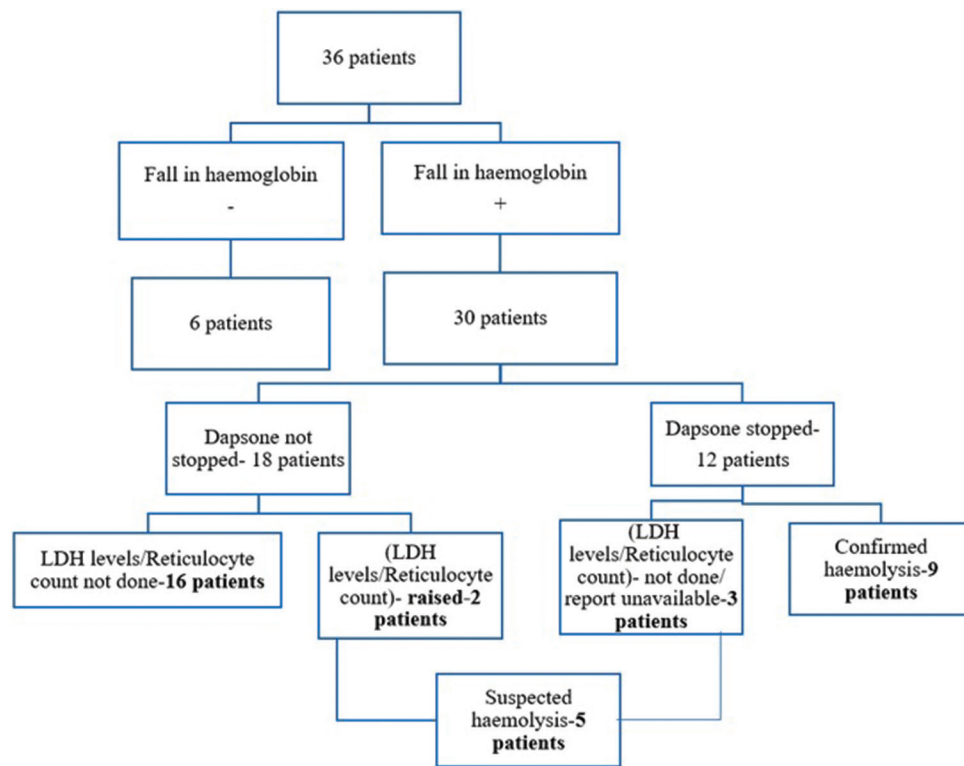 36 patients
Fall in haemoglobin
-
Fall in haemoglobin
+
6 patients
30 patients
Dapsone not
stopped- 18 patients
Dapsone stopped-
12 patients
LDH levels/Reticulocyte
count not done-16 patients
(LDH
levels/Reticulocyte
count)- raised-2
patients
(LDH
levels/Reticulocyte
count)- not done/
report unavailable-3
patients
Confirmed
haemolysis-9
patients
Suspected
haemolysis-5
patients